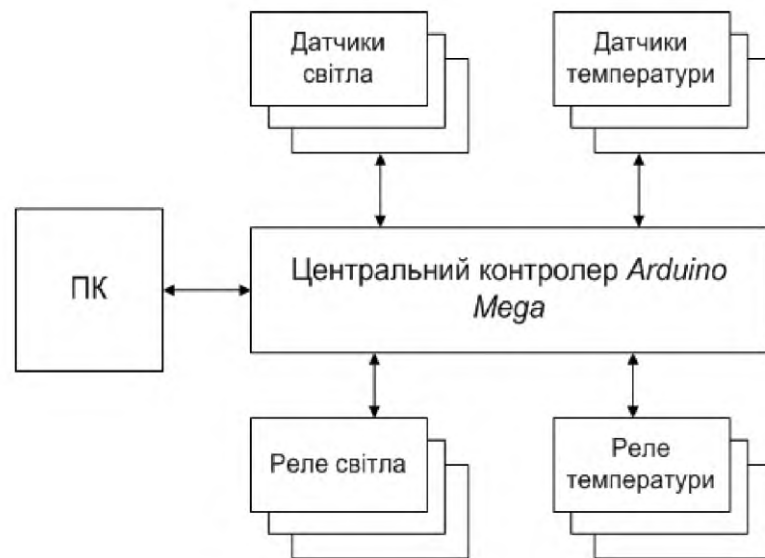 Датчики
світла
Датчики
температури
ПК
Центральний контролер Arduino
Mega
Реле світла
Реле
температури